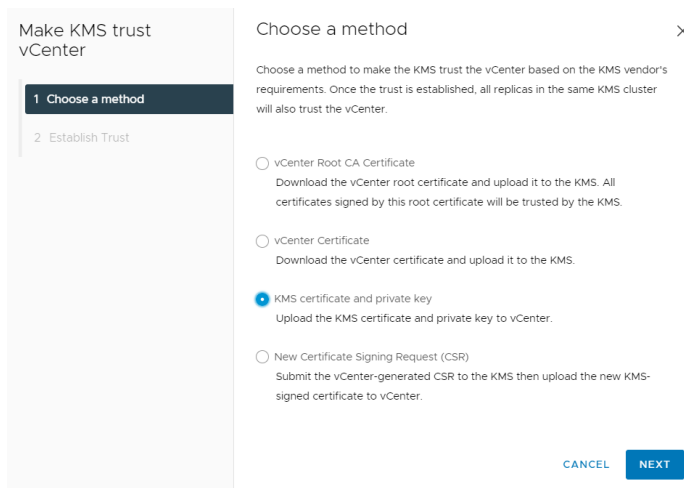 Make KMS trust
vCenter
1 Choose a method
2 Establish Trust
Choose a method
Choose a method to make the KMS trust the vCenter based on the KMS vendor's
requirements. Once the trust is established, all replicas in the same KMS cluster
will also trust the vCenter.
vCenter Root CA Certificate
Download the vCenter root certificate and upload it to the KMS. All
certificates signed by this root certificate will be trusted by the KMS.
vCenter Certificate
Download the vCenter certificate and upload it to the KMS.
KMS certificate and private key
Upload the KMS certificate and private key to vCenter.
New Certificate Signing Request (CSR)
Submit the vCenter-generated CSR to the KMS then upload the new KMS-
signed certificate to vCenter.
CANCEL NEXT